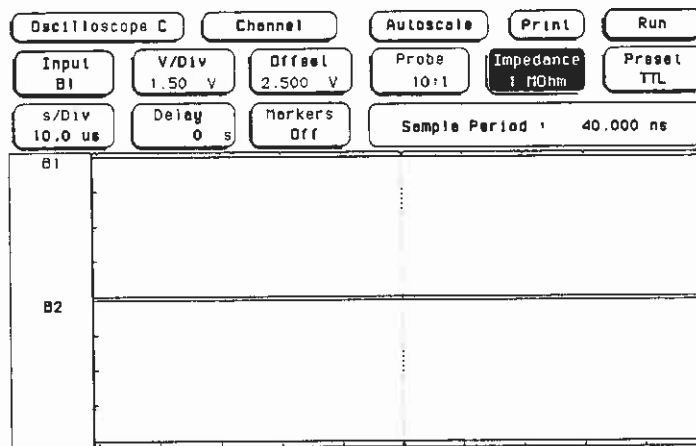 Oscilloscope C Channel Autoscale Print Run
Input V/Div Offset Probe Impedance Preset
B1 1.50 V 2.500 V 10:1 1 MOhm TTL
s/Div Delay Markers Sample Period : 40.000 ns
10.0 us 0 s Off
B1
B2